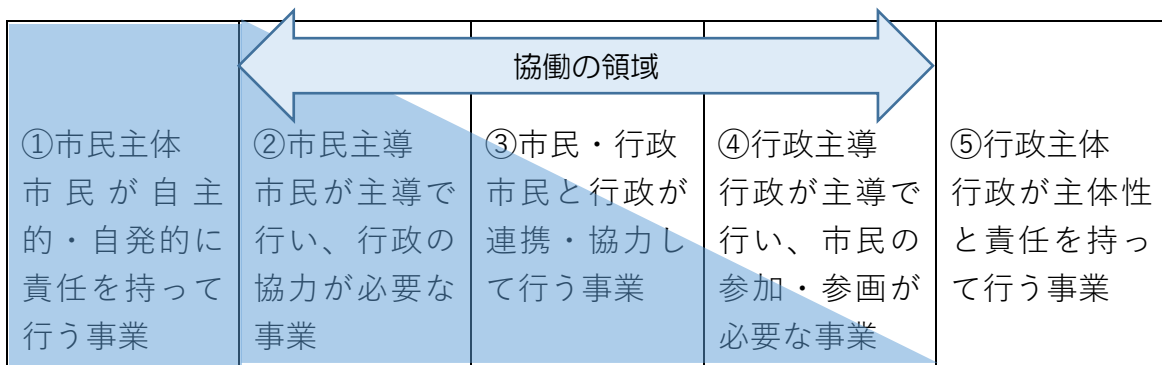 協働の領域
①市民主体
市民が自主
的・自発的に
責任を持って
行う事業
②市民主導
市民が主導で
行い、行政の
協力が必要な
事業
③市民・行政
市民と行政が
連携・協力し
て行う事業
④行政主導
行政が主導で
行い、市民の
参加・参画が
必要な事業
⑤行政主体
行政が主体性
と責任を持っ
て行う事業